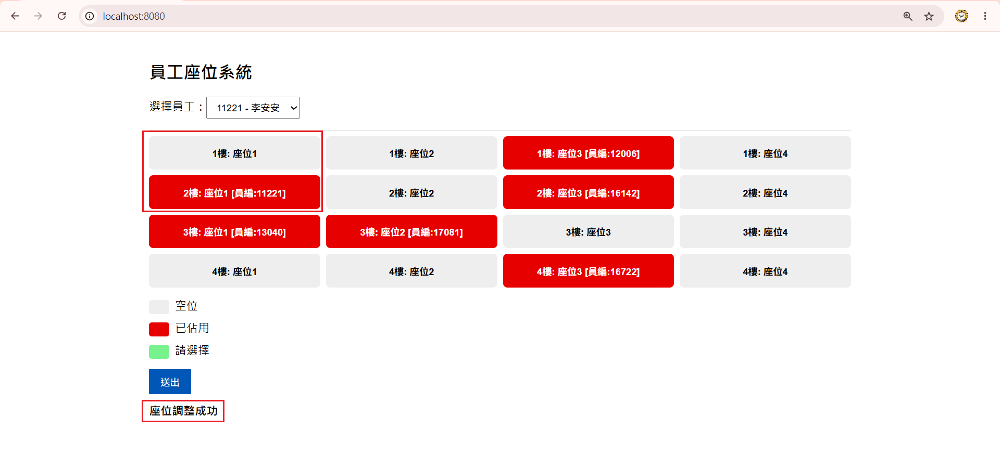 localhost:8080
員工座位系統
選擇員工：
11221 - 李安安
1樓: 座位1
1樓: 座位2
1樓: 座位3 [員編:12006]
1樓: 座位4
2樓: 座位1 [員編:11221]
2樓: 座位2
2樓: 座位3 [員編:16142]
2樓: 座位4
3樓: 座位1 [員編:13040]
3樓: 座位2 [員編:17081]
3樓: 座位3
3樓: 座位4
4樓: 座位1
4樓: 座位2
4樓: 座位3 [員編:16722]
4樓: 座位4
空位
已佔用
請選擇
送出
座位調整成功